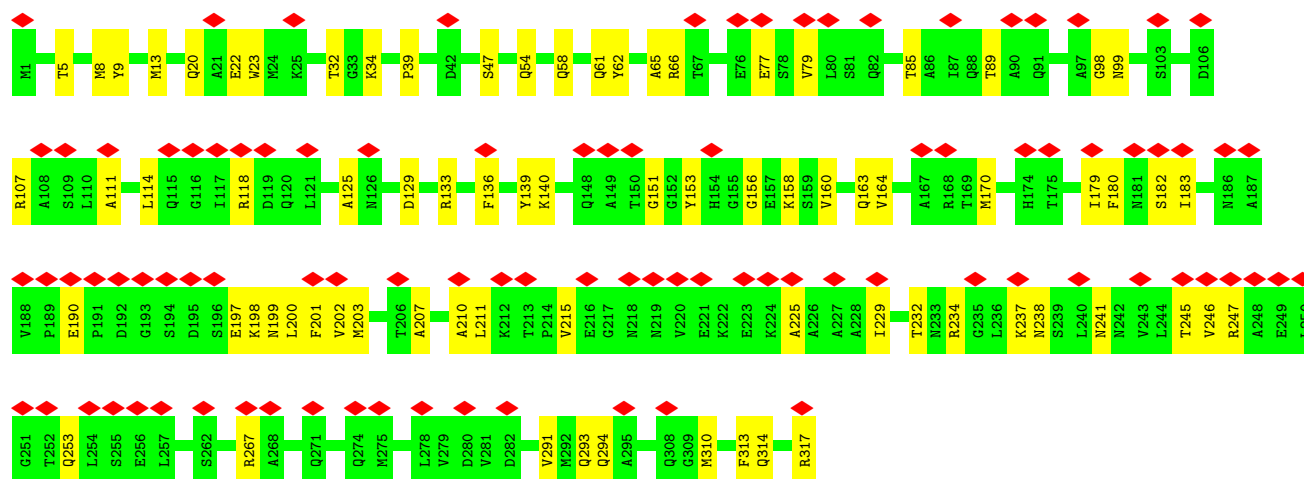 M1 T5 M8 Y9 M13 Q20 A21 E22 W23 M24 K25 T32 G33 K34 P39 D42 S47 Q54 Q58 Q61 Y62 A65 R66 T67 E76 E77 S78 V79 L80 S81 Q82 T85 A86 I87 Q88 T89 A90 Q91 A97 G98 N99 S103 D106
R107 A108 S109 L110 A111 L114 Q115 G116 I117 R118 D119 Q120 L121 A125 N126 D129 R133 F136 Y139 K140 Q148 A149 T150 G151 G152 Y153 H154 G155 G156 E157 K158 S159 V160 Q163 V164 A167 R168 T169 M170 H174 T175 I179 F180 N181 S182 I183 N186 A187
V188 P189 E190 P191 D192 G193 S194 D195 S196 E197 K198 N199 L200 F201 V202 M203 T206 A207 A210 L211 K212 T213 P214 V215 E216 G217 N218 N219 V220 E221 K222 E223 K224 A225 A226 A227 A228 I229 T232 N233 R234 G235 L236 K237 N238 S239 L240 N241 N242 V243 L244 T245 V246 R247 A248 E249
G251 T252 Q253 L254 S255 E256 L257 S262 R267 A268 Q271 Q274 M275 L278 V279 D280 V281 D282 V291 M292 Q293 Q294 A295 Q308 G309 M310 F313 Q314 R317